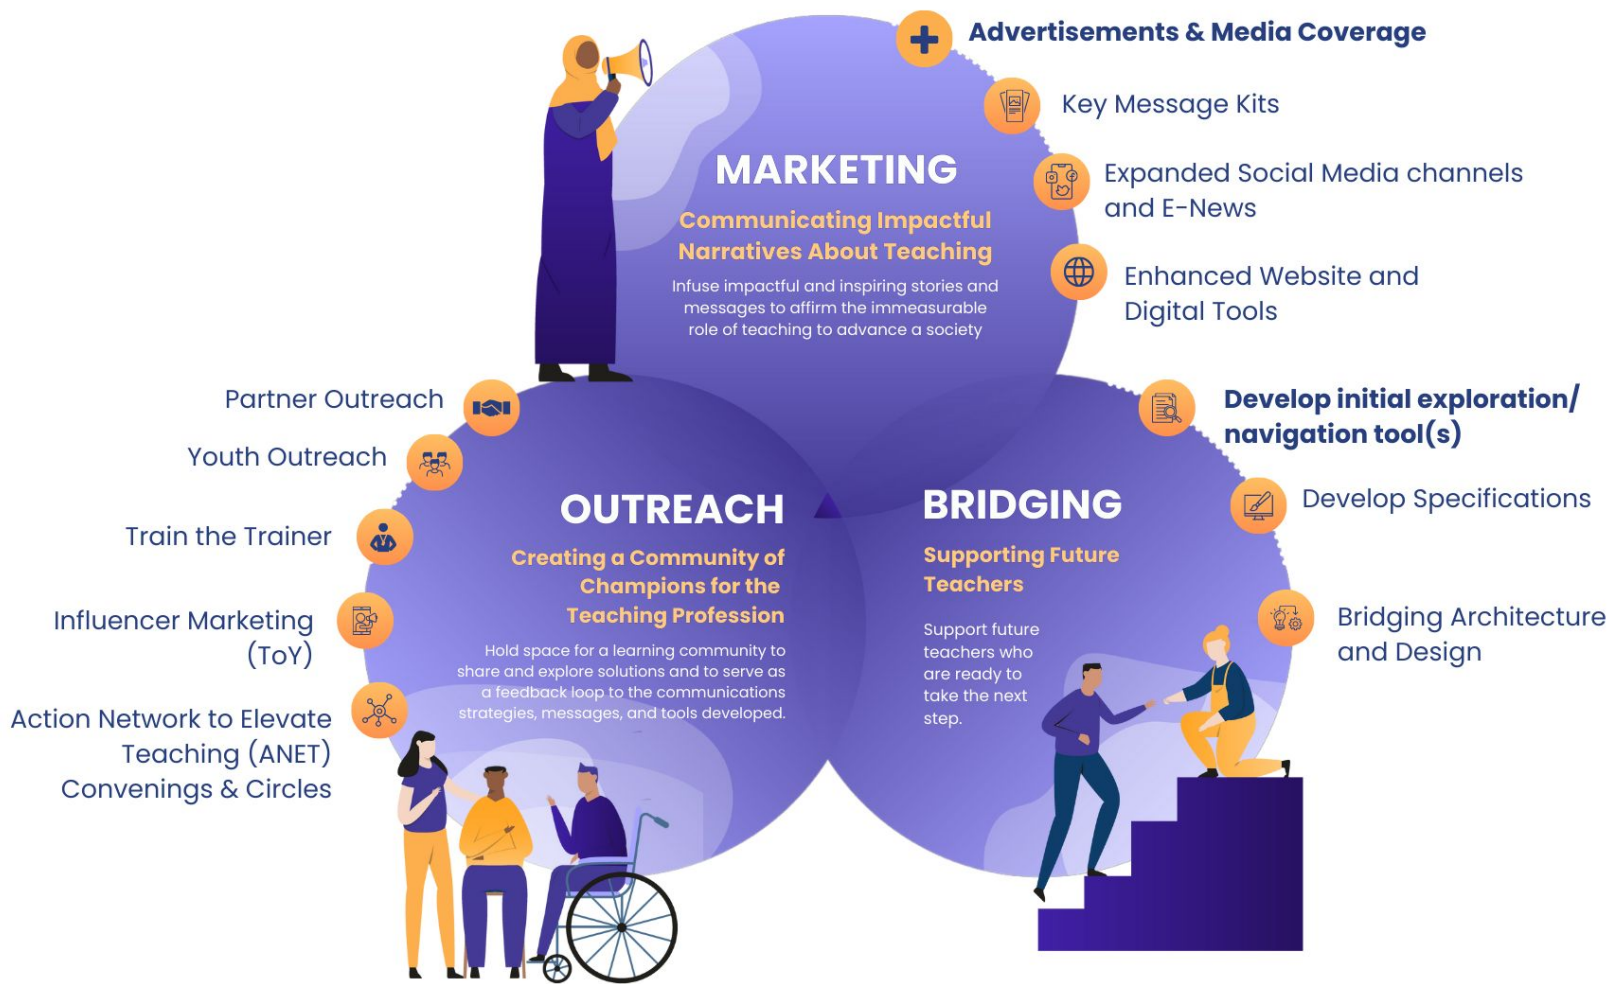 MARKETING
Communicating Impactful
Narratives About Teaching
Infuse impactful and inspiring stories and
messages to affirm the immeasurable
role of teaching to advance a society
Advertisements & Media Coverage
Key Message Kits
Expanded Social Media channels
and E-News
Enhanced Website and
Digital Tools
OUTREACH
Creating a Community of
Champions for the
Teaching Profession
Hold space for a learning community to
share and explore solutions and to serve as
a feedback loop to the communications
strategies, messages, and tools developed.
Partner Outreach
Youth Outreach
Train the Trainer
Influencer Marketing
(ToY)
Action Network to Elevate
Teaching (ANET)
Convenings & Circles
BRIDGING
Supporting Future
Teachers
Support future
teachers who
are ready to
take the next
step.
Develop initial exploration/
navigation tool(s)
Develop Specifications
Bridging Architecture
and Design